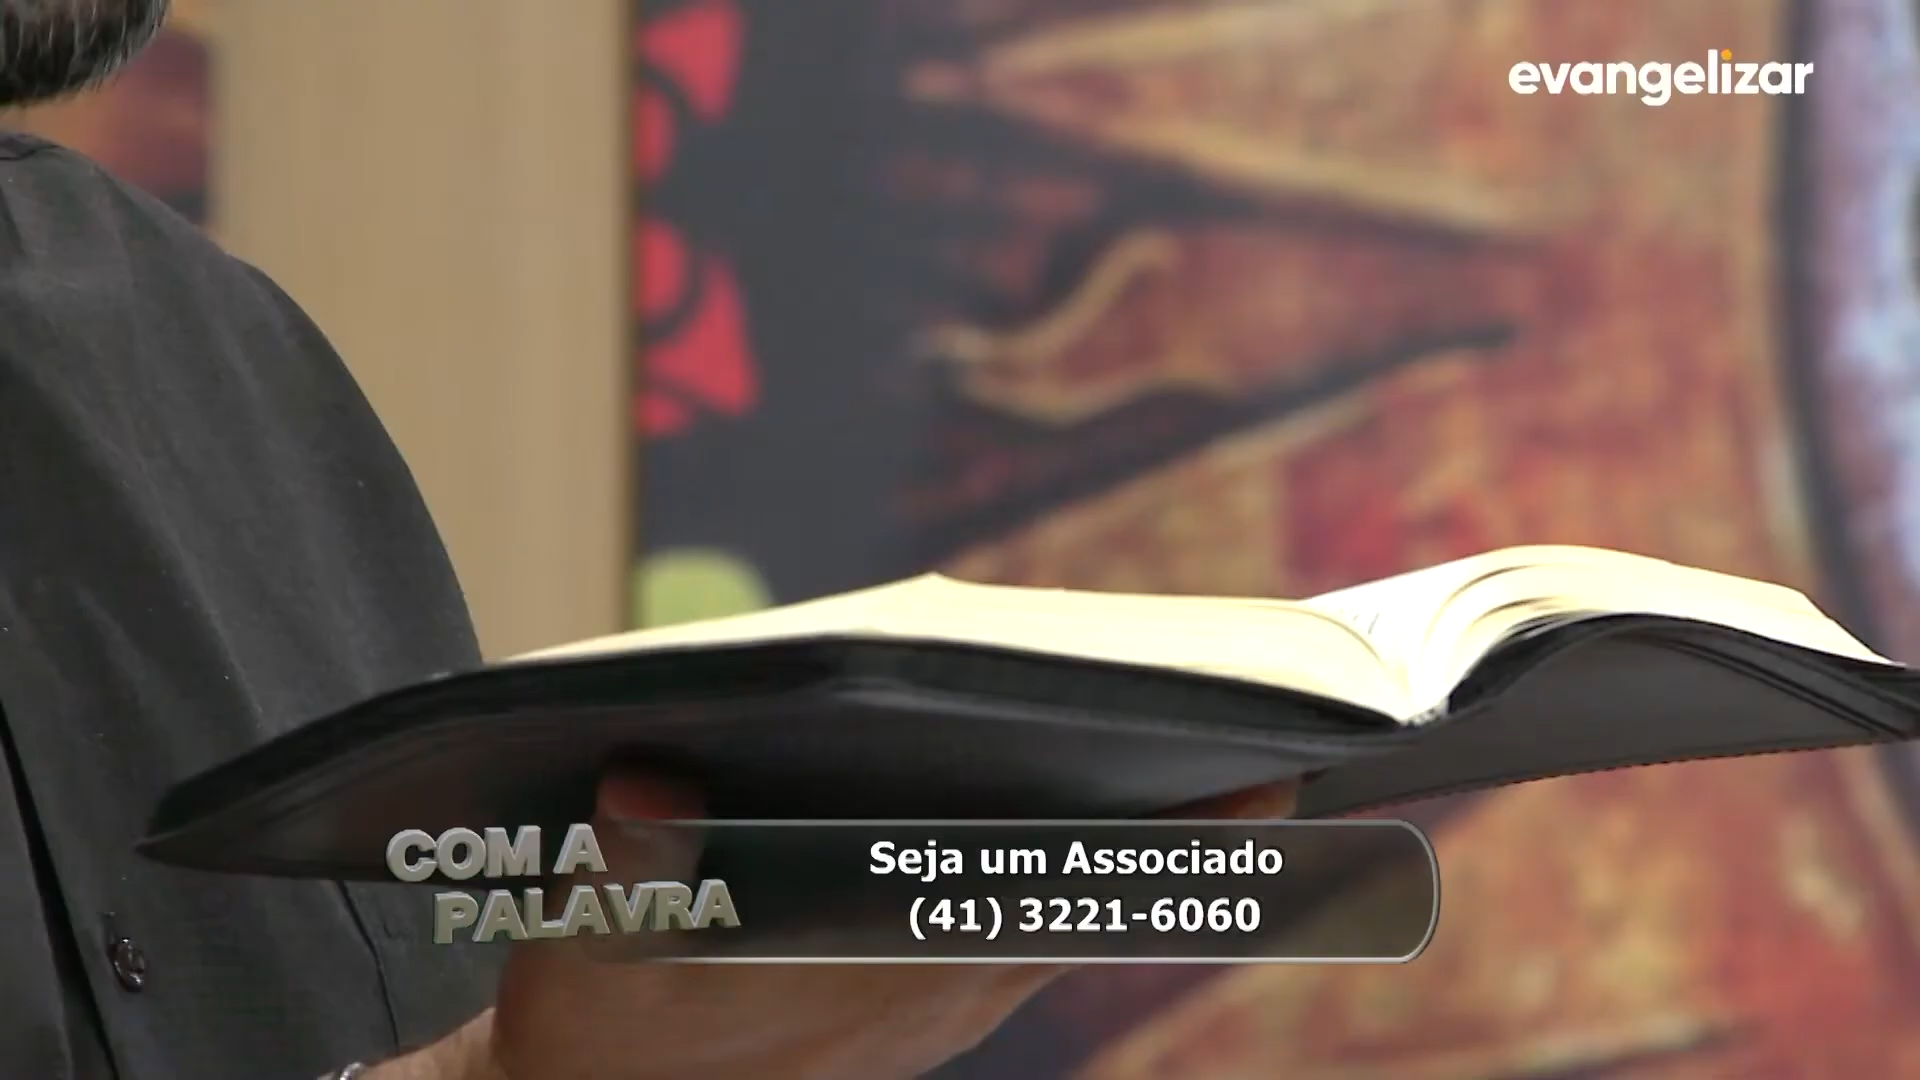 evangelizar
COM A
PALAVRA
Seja um Associado
(41) 3221-6060